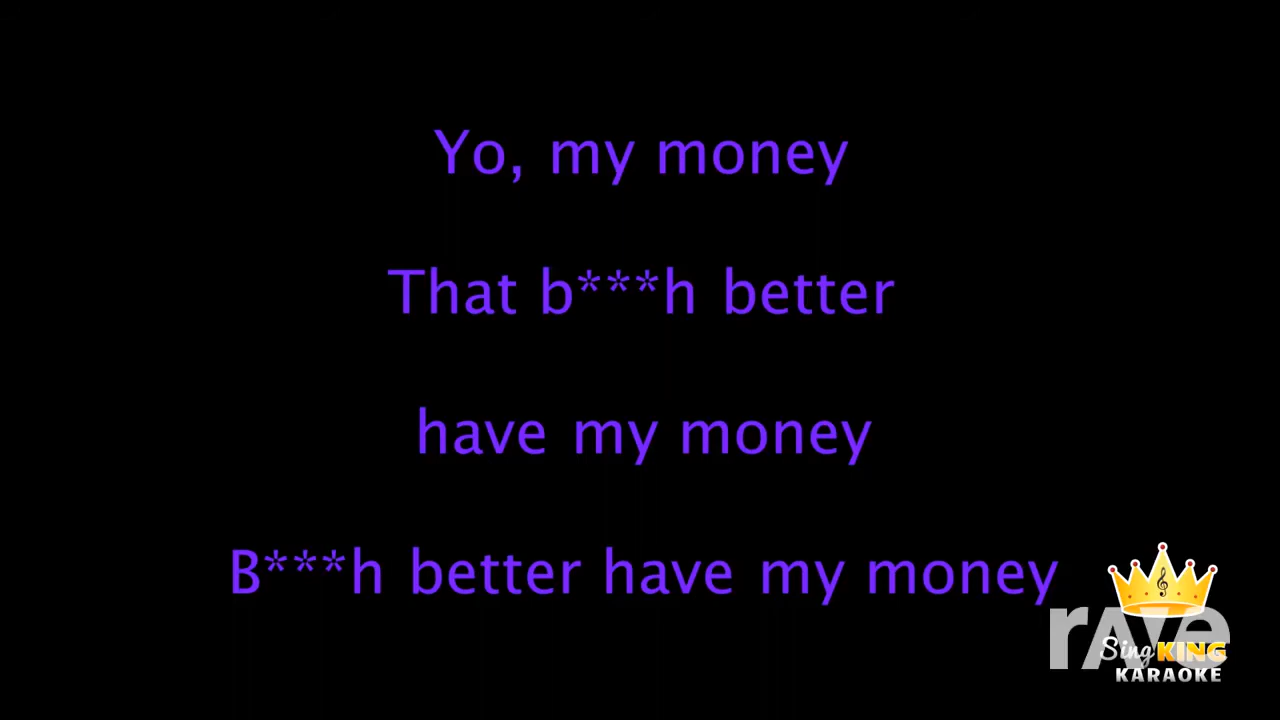 Yo, my money
That b***h better
have my money
B***h better have my money
rAVe
Sing KING
KARAOKE